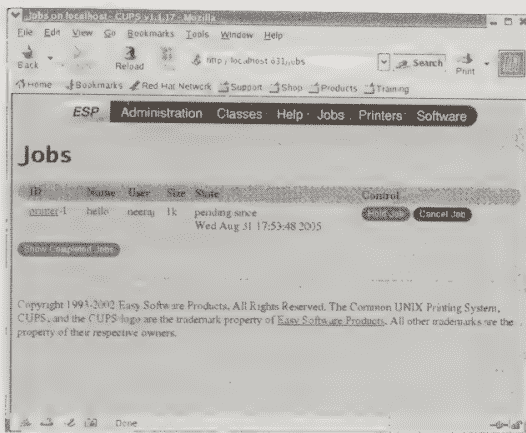 Jobs on localhost - CUPS v1.1.17 - Mozilla
File Edit View Go Bookmarks Tools Window Help
Back Reload http://localhost:631/jobs Search Print
Home Bookmarks Red Hat Network Support Shop Products Training
ESP Administration Classes Help Jobs Printers Software
Jobs
ID Name User Size State Control
printer-1 hello neeraj 1k pending since Hold Job Cancel Job
Wed Aug 31 17:53:48 2005
Show Completed Jobs
Copyright 1993-2002 Easy Software Products, All Rights Reserved. The Common UNIX Printing System,
CUPS, and the CUPS logo are the trademark property of Easy Software Products. All other trademarks are the
property of their respective owners.
Done